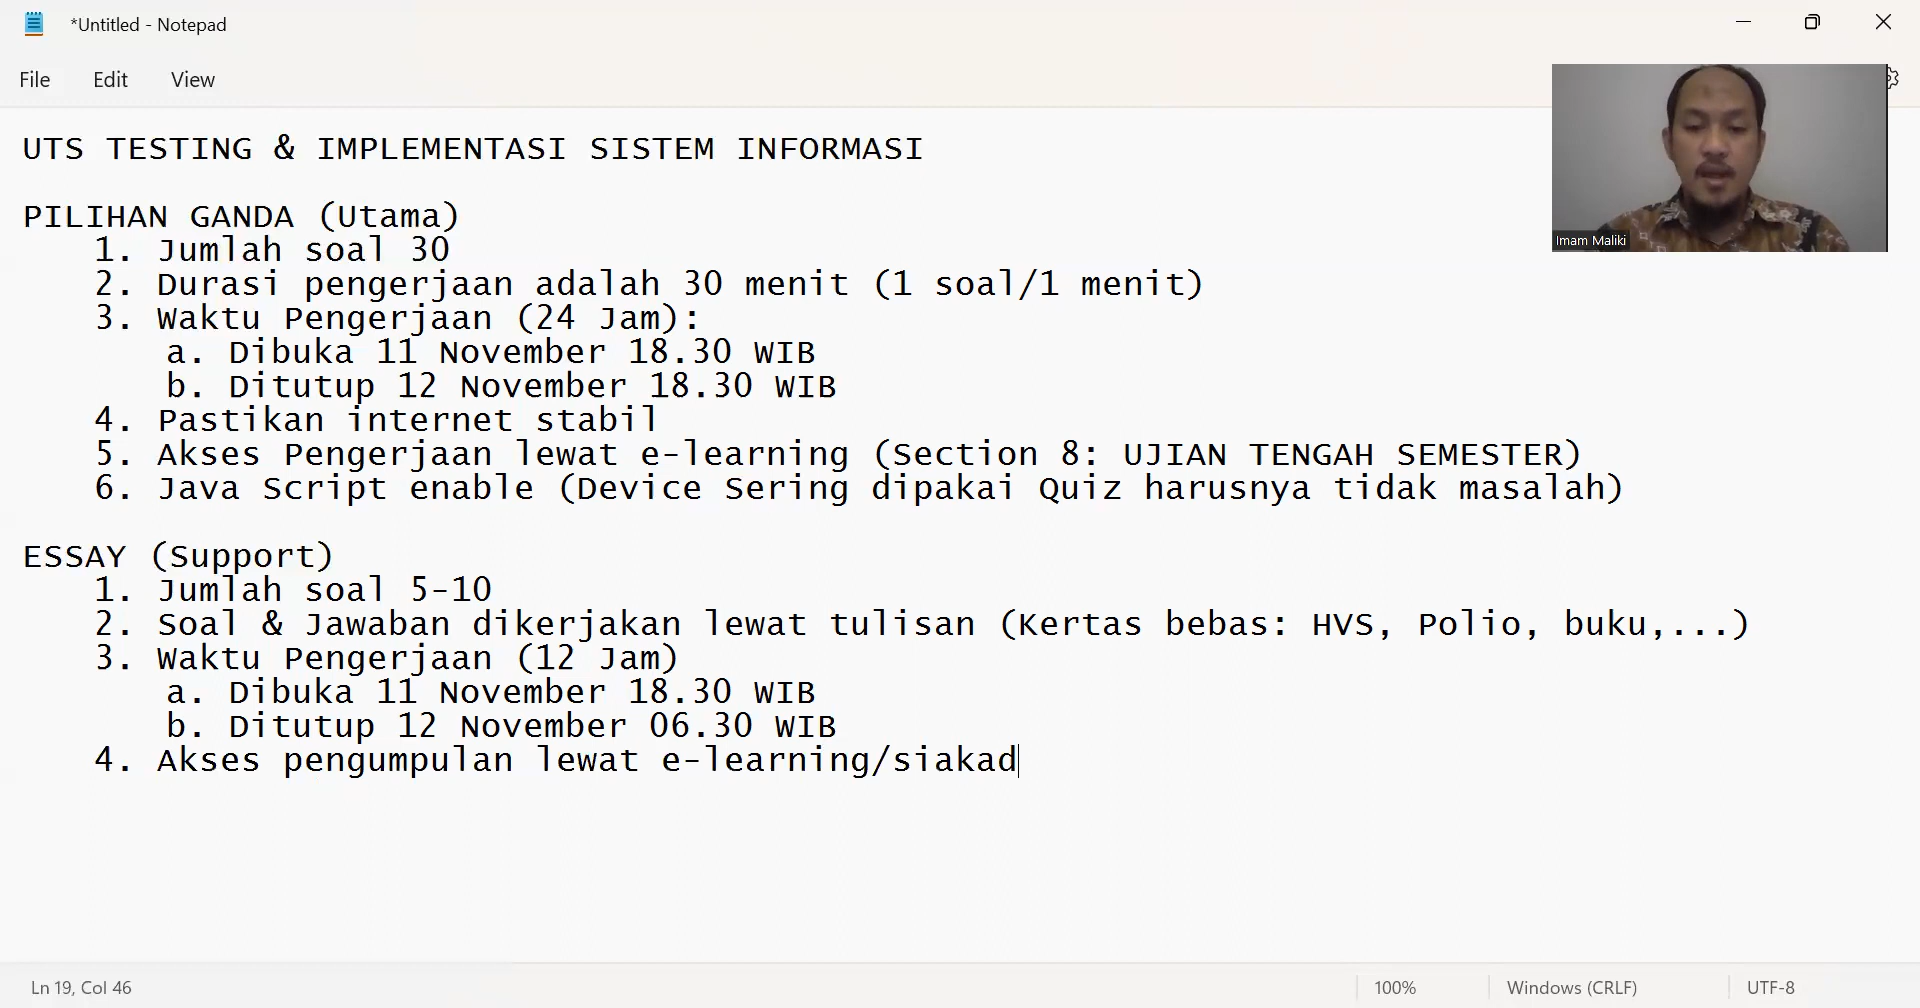 *Untitled - Notepad
File Edit View
UTS TESTING & IMPLEMENTASI SISTEM INFORMASI
PILIHAN GANDA (Utama)
1. Jumlah soal 30
2. Durasi pengerjaan adalah 30 menit (1 soal/1 menit)
3. Waktu Pengerjaan (24 Jam):
a. Dibuka 11 November 18.30 WIB
b. Ditutup 12 November 18.30 WIB
4. Pastikan internet stabil
5. Akses Pengerjaan lewat e-learning (Section 8: UJIAN TENGAH SEMESTER)
6. Java Script enable (Device Sering dipakai Quiz harusnya tidak masalah)
ESSAY (Support)
1. Jumlah soal 5-10
2. Soal & Jawaban dikerjakan lewat tulisan (Kertas bebas: HVS, Polio, buku,...)
3. Waktu Pengerjaan (12 Jam)
a. Dibuka 11 November 18.30 WIB
b. Ditutup 12 November 06.30 WIB
4. Akses pengumpulan lewat e-learning/siakad
Imam Maliki
Ln 19, Col 46 100% Windows (CRLF) UTF-8